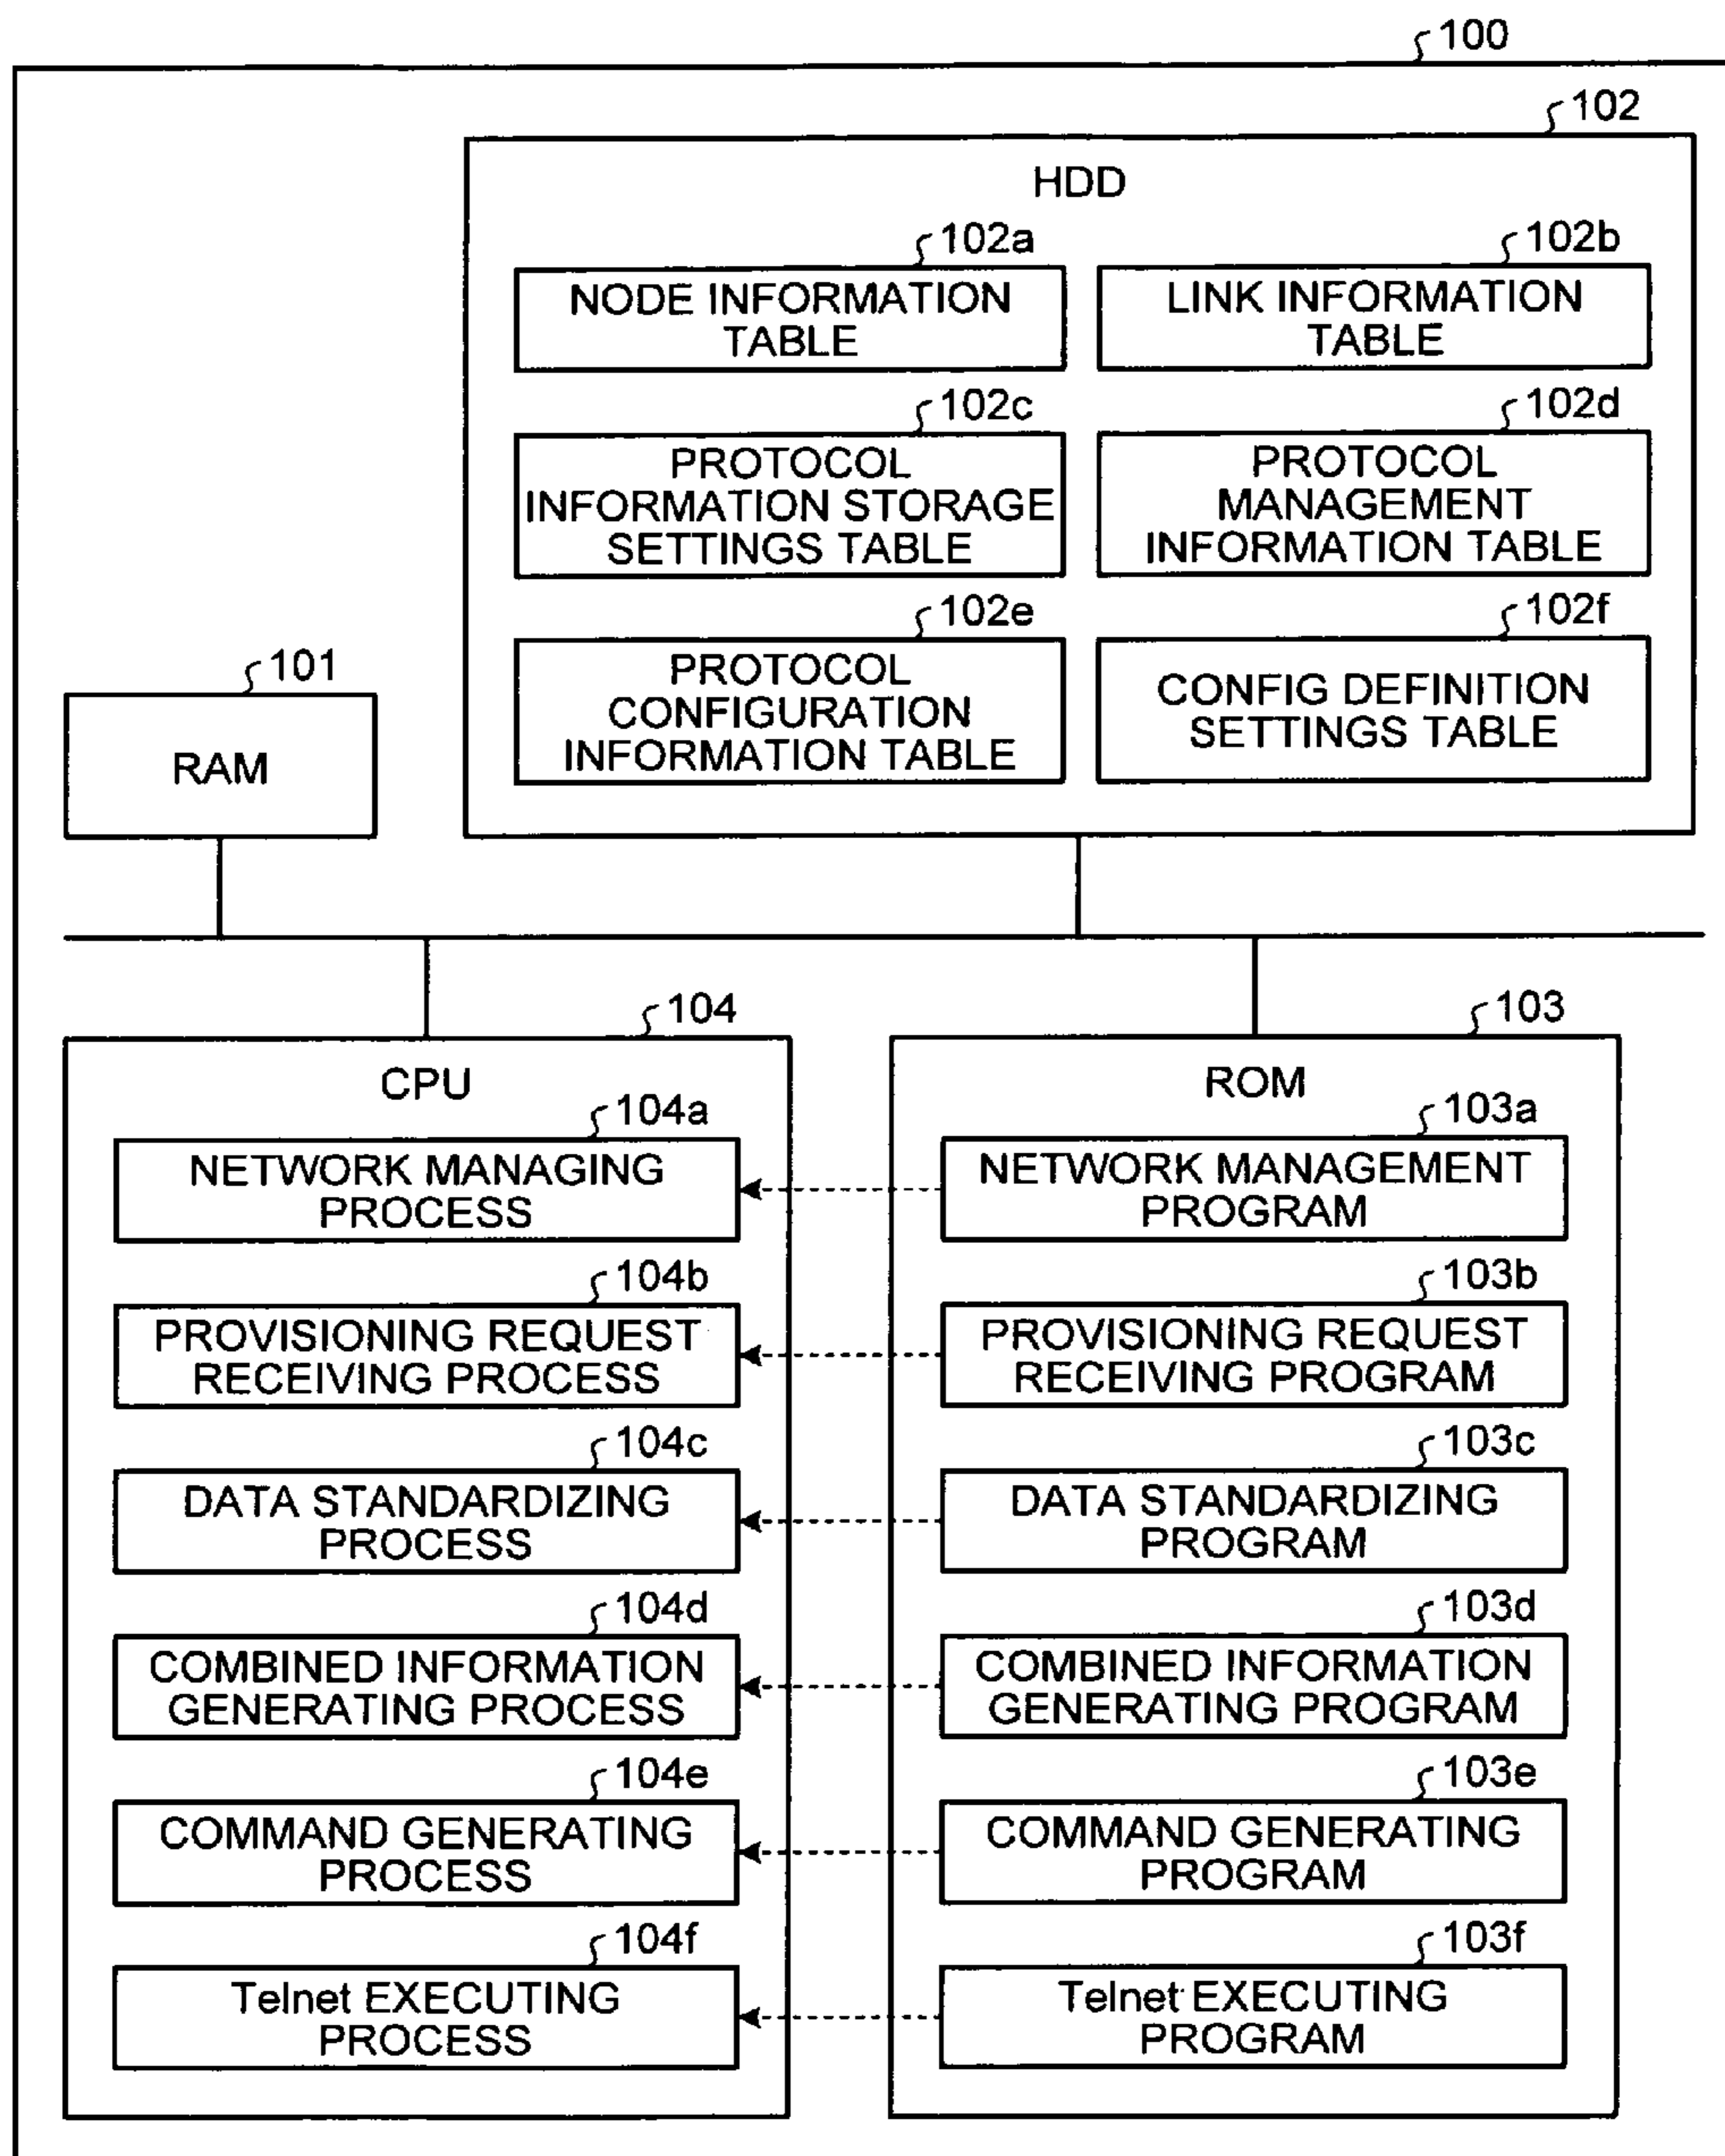 100
102
HDD
102a
NODE INFORMATION
TABLE
102b
LINK INFORMATION
TABLE
102c
PROTOCOL
INFORMATION STORAGE
SETTINGS TABLE
102d
PROTOCOL
MANAGEMENT
INFORMATION TABLE
102e
PROTOCOL
CONFIGURATION
INFORMATION TABLE
102f
CONFIG DEFINITION
SETTINGS TABLE
101
RAM
104
CPU
104a
NETWORK MANAGING
PROCESS
104b
PROVISIONING REQUEST
RECEIVING PROCESS
104c
DATA STANDARDIZING
PROCESS
104d
COMBINED INFORMATION
GENERATING PROCESS
104e
COMMAND GENERATING
PROCESS
104f
Telnet EXECUTING
PROCESS
103
ROM
103a
NETWORK MANAGEMENT
PROGRAM
103b
PROVISIONING REQUEST
RECEIVING PROGRAM
103c
DATA STANDARDIZING
PROGRAM
103d
COMBINED INFORMATION
GENERATING PROGRAM
103e
COMMAND GENERATING
PROGRAM
103f
Telnet EXECUTING
PROGRAM